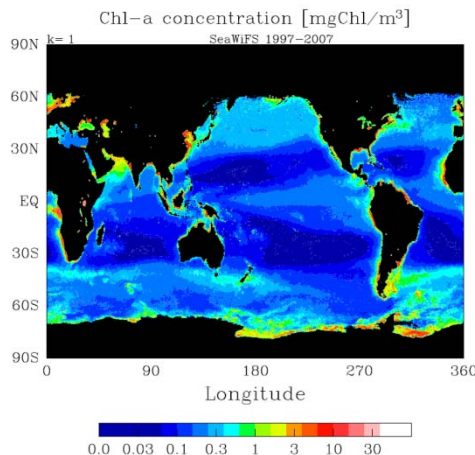 Chl-a concentration [mgChl/m³]
k= 1 SeaWiFS 1997-2007
90N
60N
30N
EQ
30S
60S
90S
0 90 180 270 360
Longitude
0.0 0.03 0.1 0.3 1 3 10 30